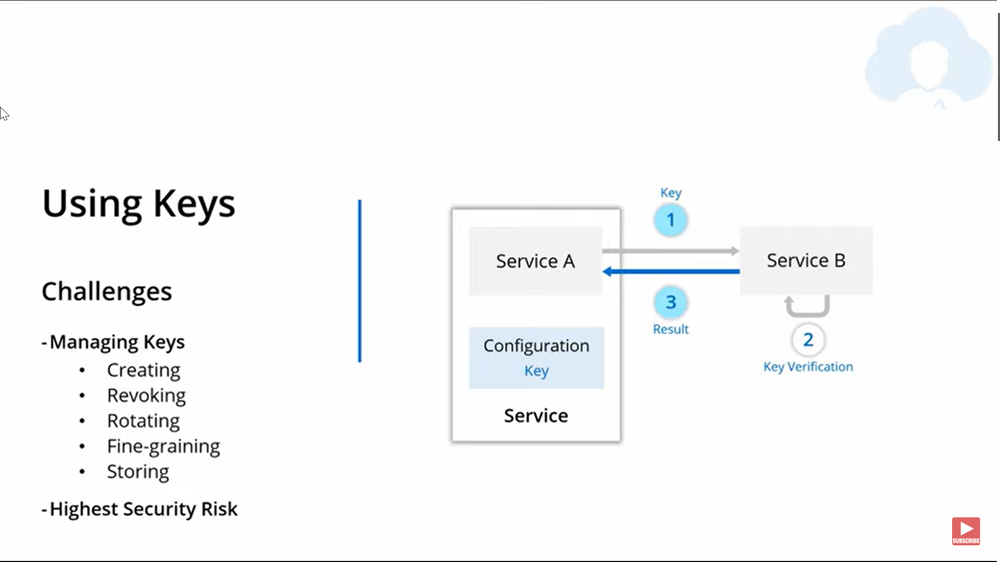 Using Keys
Challenges
-Managing Keys
• Creating
• Revoking
• Rotating
• Fine-graining
• Storing
-Highest Security Risk
Key
1
Service A
Service B
3
Result
2
Key Verification
Configuration
Key
Service
SUBSCRIBE